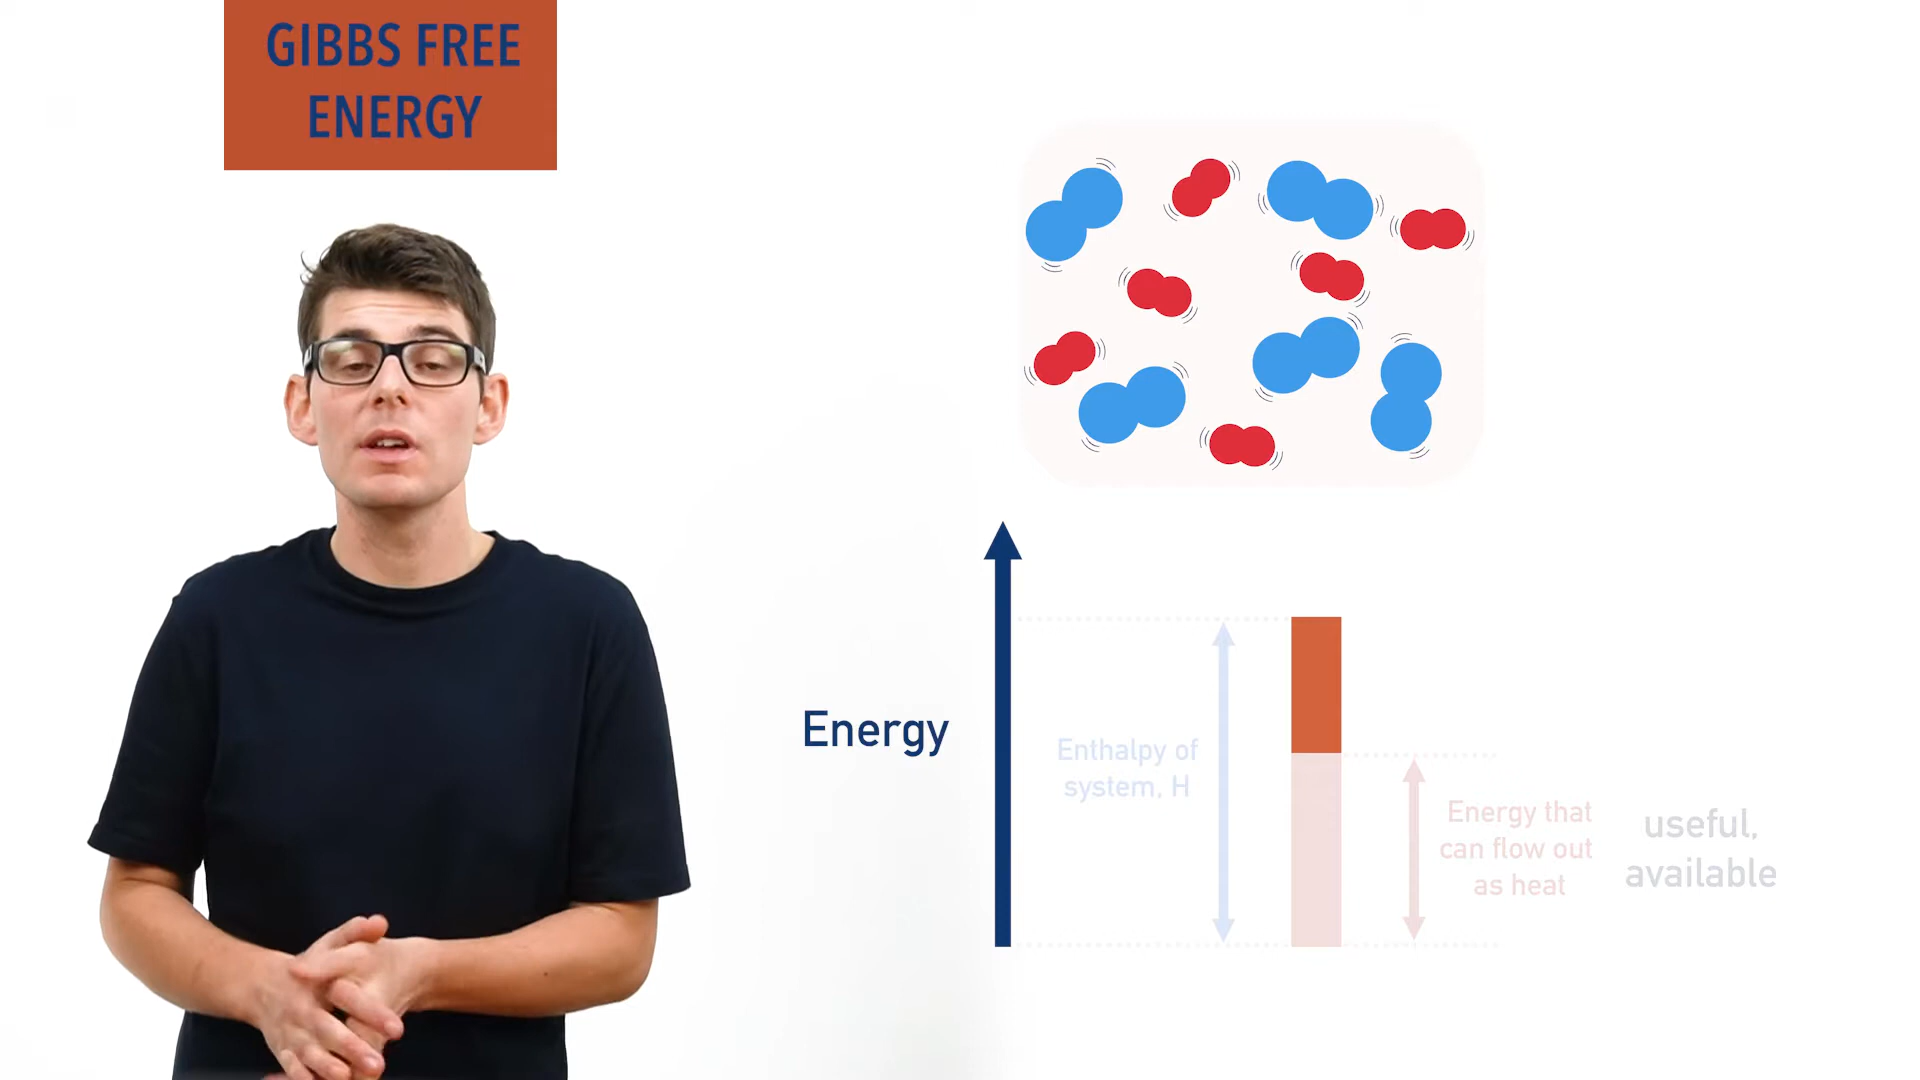 GIBBS FREE
ENERGY
Energy
Enthalpy of
system, H
Energy that
can flow out
as heat
useful,
available